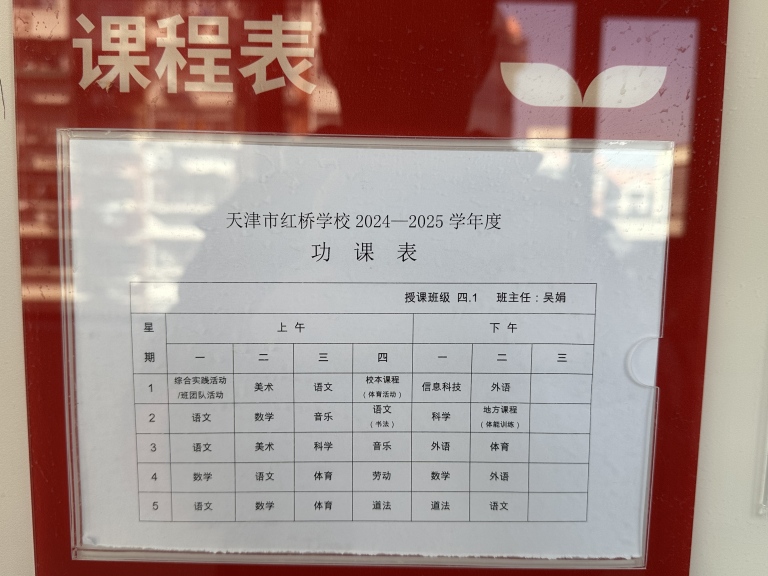 课程表
天津市红桥学校 2024—2025 学年度
功 课 表
授课班级 四.1 班主任：吴娟
星期 上 午 下 午
一 二 三 四 一 二 三
1 综合实践活动/班团队活动 美术 语文 校本课程（体育活动） 信息科技 外语
2 语文 数学 音乐 语文（书法） 科学 地方课程（体能训练）
3 语文 美术 科学 音乐 外语 体育
4 数学 语文 体育 劳动 数学 外语
5 语文 数学 体育 道法 道法 语文